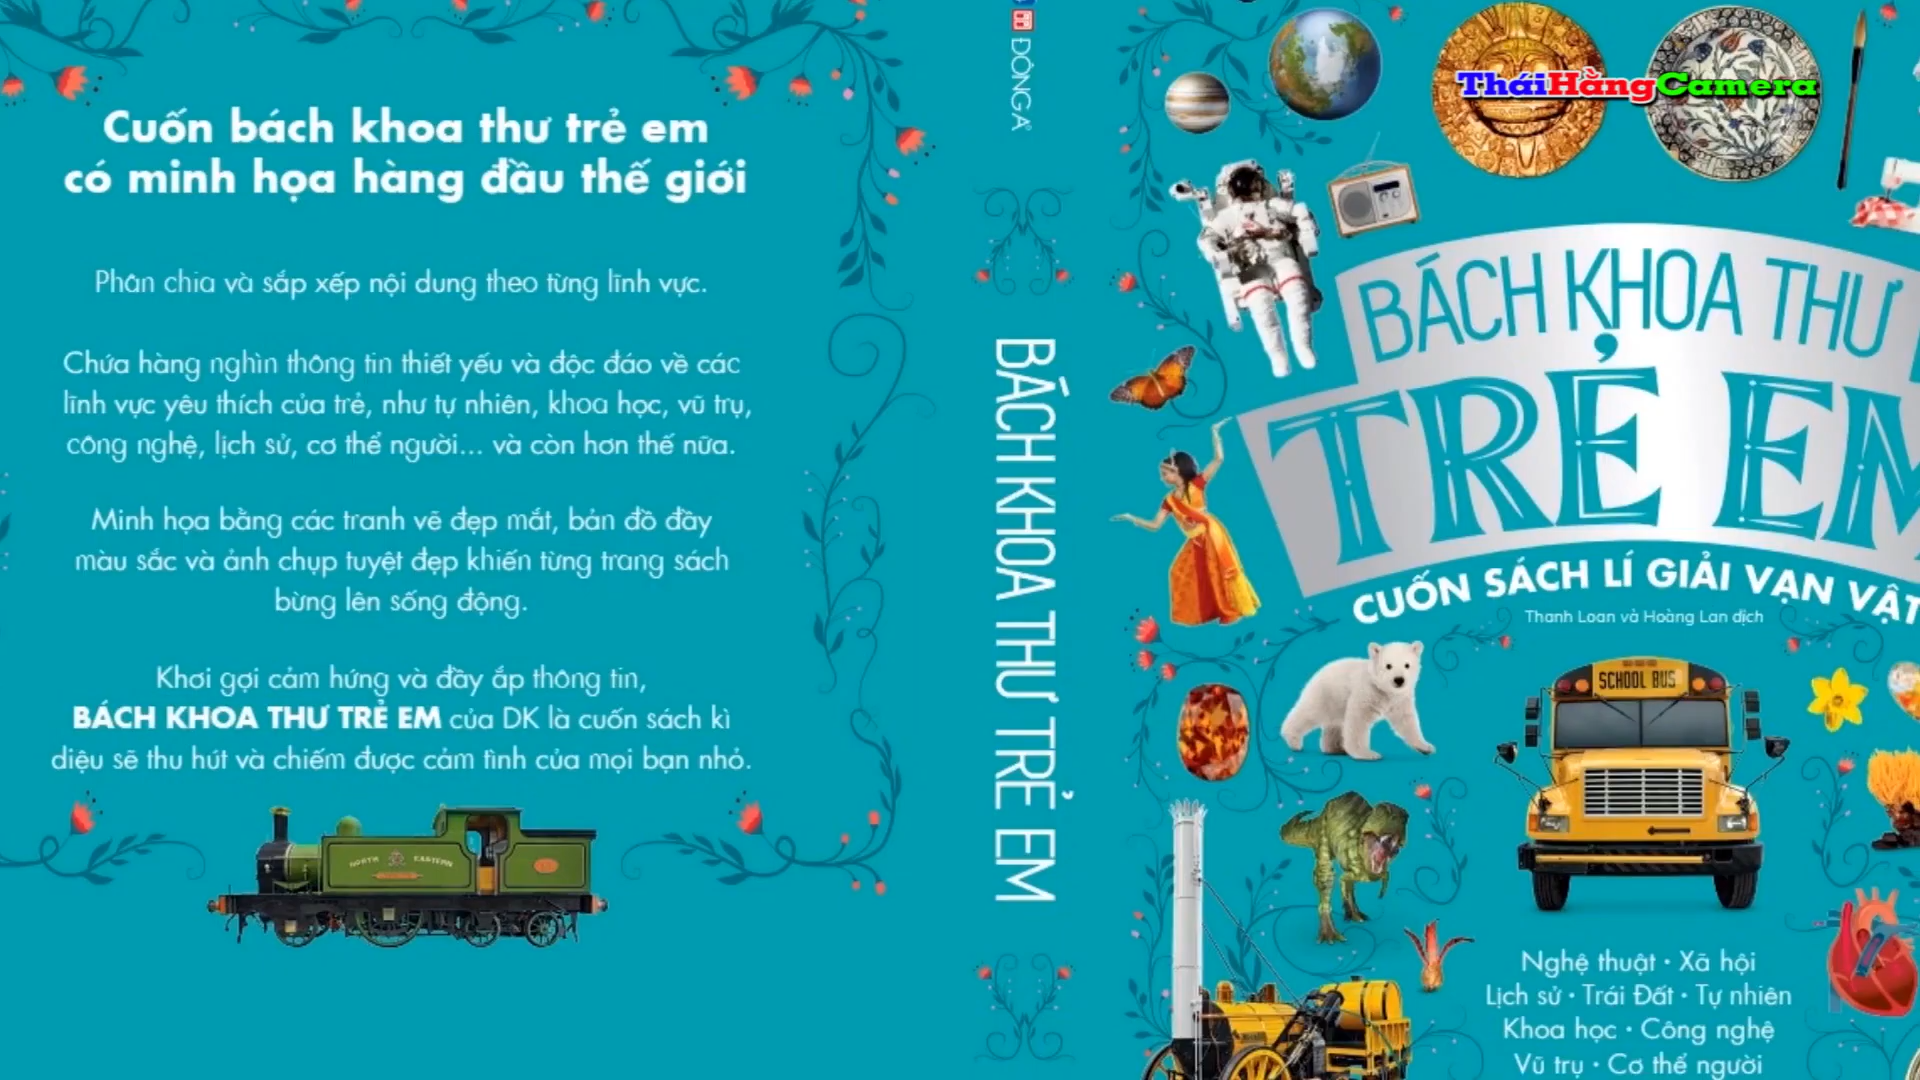 Cuốn bách khoa thư trẻ em
có minh họa hàng đầu thế giới
Phân chia và sắp xếp nội dung theo từng lĩnh vực.
Chứa hàng nghìn thông tin thiết yếu và độc đáo về các
lĩnh vực yêu thích của trẻ, như tự nhiên, khoa học, vũ trụ,
công nghệ, lịch sử, cơ thể người... và còn hơn thế nữa.
Minh họa bằng các tranh vẽ đẹp mắt, bản đồ đầy
màu sắc và ảnh chụp tuyệt đẹp khiến từng trang sách
bừng lên sống động.
Khơi gợi cảm hứng và đầy ắp thông tin,
BÁCH KHOA THƯ TRẺ EM của DK là cuốn sách kì
diệu sẽ thu hút và chiếm được cảm tình của mọi bạn nhỏ.
NORTH EASTERN
ĐÔNG A
BÁCH KHOA THƯ TRẺ EM
TháiHằngCamera
BÁCH KHOA THƯ
TRẺ EM
CUỐN SÁCH LÍ GIẢI VẠN VẬT
Thanh Loan và Hoàng Lan dịch
SCHOOL BUS
Nghệ thuật • Xã hội
Lịch sử • Trái Đất • Tự nhiên
Khoa học • Công nghệ
Vũ trụ • Cơ thể người